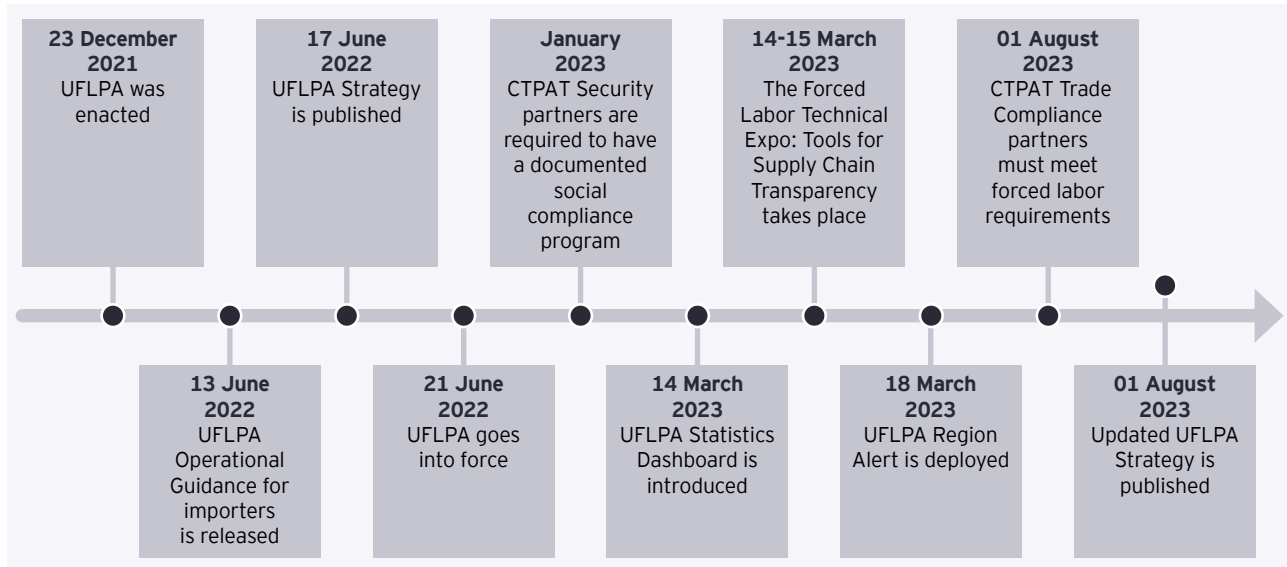 23 December
2021
UFLPA was
enacted
17 June
2022
UFLPA Strategy
is published
January
2023
CTPAT Security
partners are
required to have
a documented
social
compliance
program
14-15 March
2023
The Forced
Labor Technical
Expo: Tools for
Supply Chain
Transparency
takes place
01 August
2023
CTPAT Trade
Compliance
partners
must meet
forced labor
requirements
13 June
2022
UFLPA
Operational
Guidance for
importers
is released
21 June
2022
UFLPA goes
into force
14 March
2023
UFLPA Statistics
Dashboard is
introduced
18 March
2023
UFLPA Region
Alert is deployed
01 August
2023
Updated UFLPA
Strategy is
published